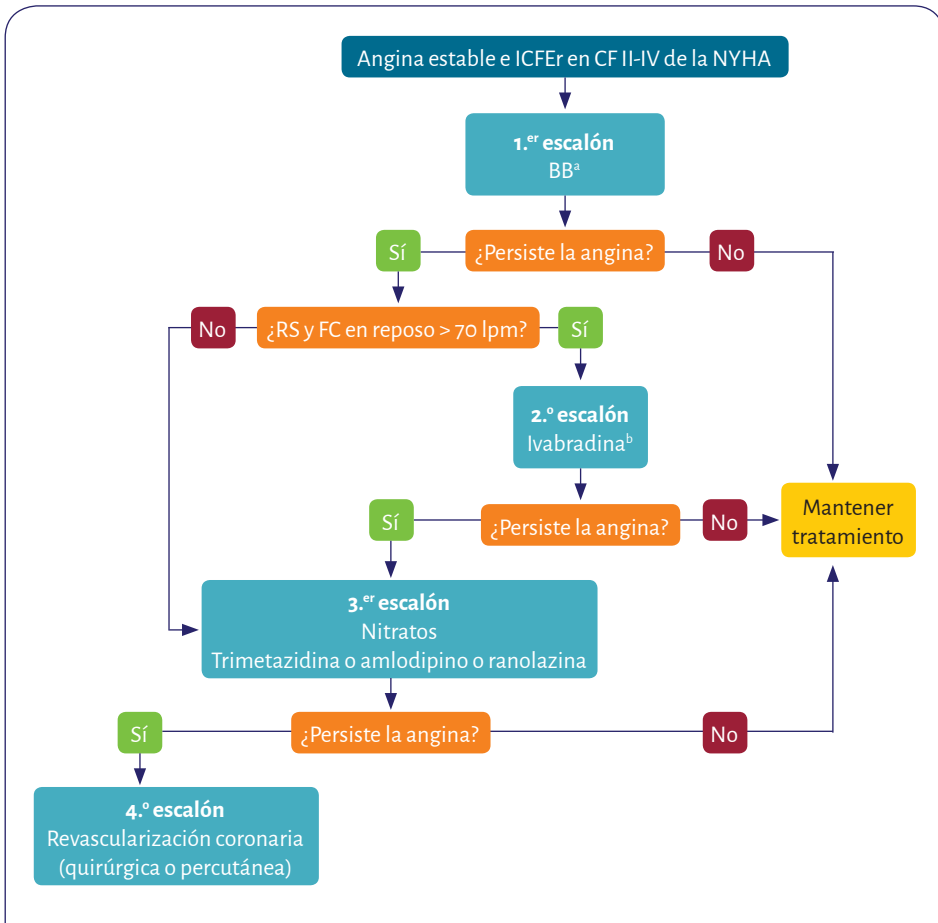 Angina estable e ICFEr en CF II-IV de la NYHA
1.er escalón
BBa
Sí
¿Persiste la angina?
No
No
¿RS y FC en reposo > 70 lpm?
Sí
2.º escalón
Ivabradinab
Sí
¿Persiste la angina?
No
Mantener
tratamiento
3.er escalón
Nitratos
Trimetazidina o amlodipino o ranolazina
Sí
¿Persiste la angina?
No
4.º escalón
Revascularización coronaria
(quirúrgica o percutánea)